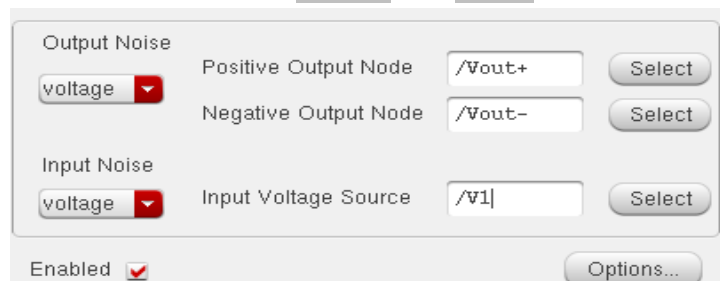 Output Noise
voltage
Positive Output Node /Vout+ Select
Negative Output Node /Vout- Select
Input Noise
voltage
Input Voltage Source /V1 Select
Enabled
Options...